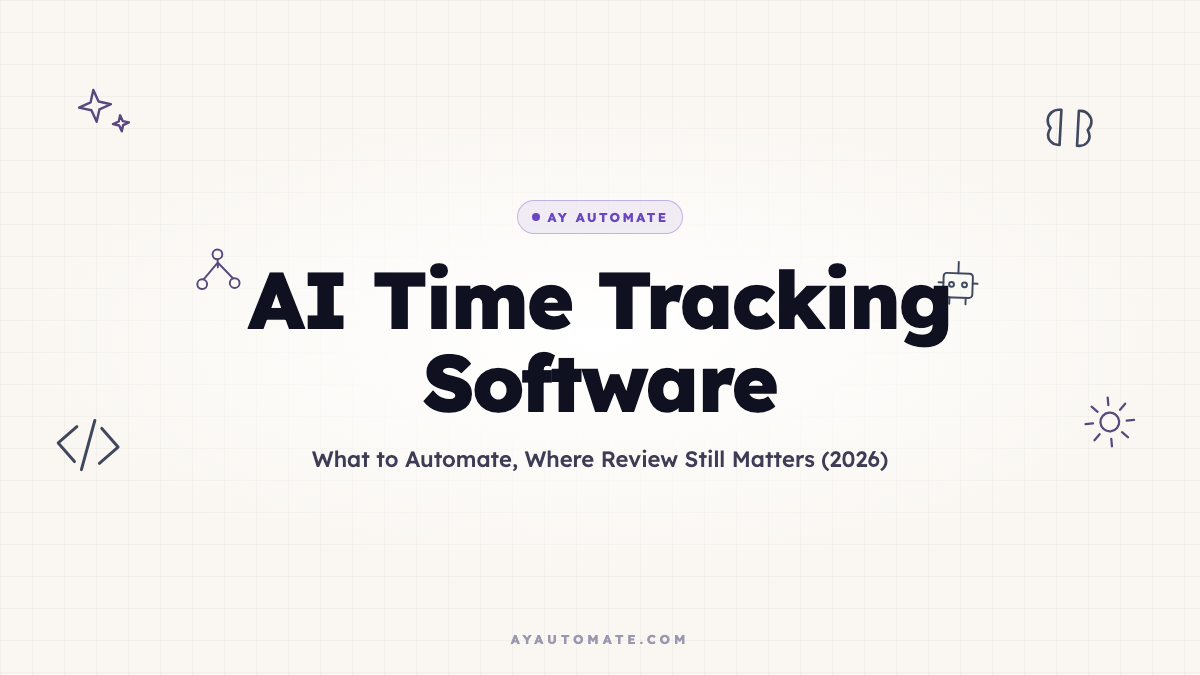 AY AUTOMATE
AI Time Tracking
Software
What to Automate, Where Review Still Matters (2026)
AYAUTOMATE.COM